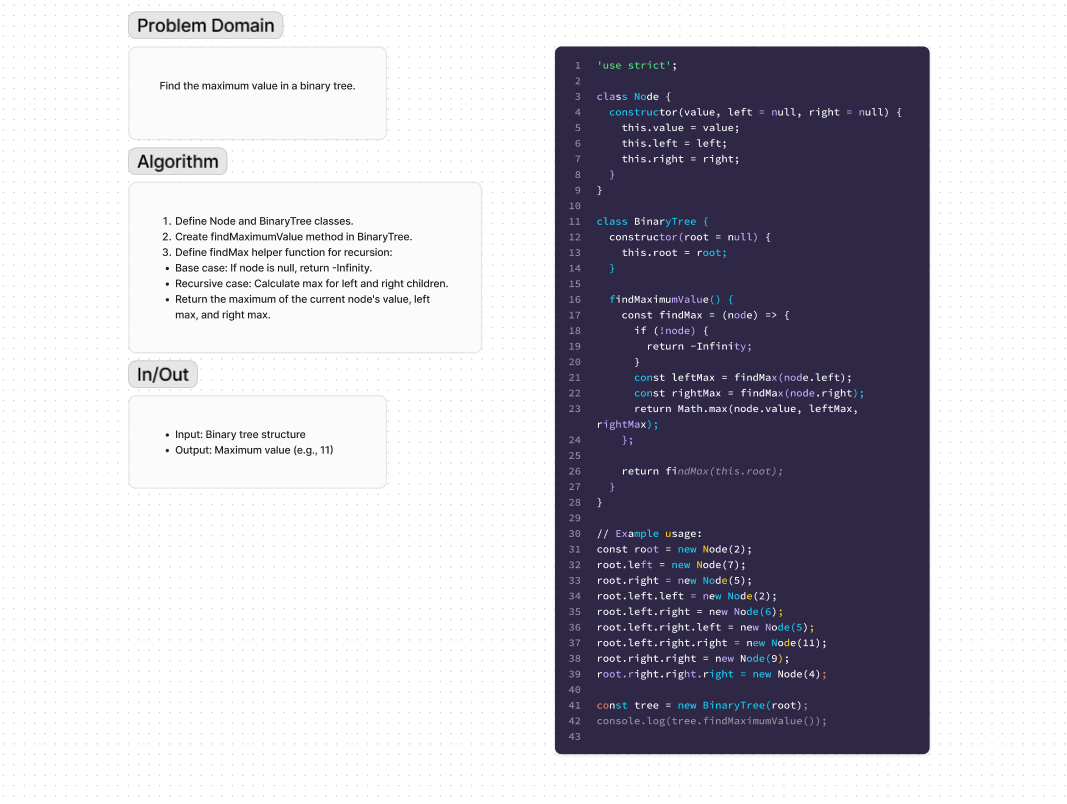 Problem Domain
Find the maximum value in a binary tree.
Algorithm
1. Define Node and BinaryTree classes.
2. Create findMaximumValue method in BinaryTree.
3. Define findMax helper function for recursion:
• Base case: If node is null, return -Infinity.
• Recursive case: Calculate max for left and right children.
• Return the maximum of the current node's value, left
max, and right max.
In/Out
• Input: Binary tree structure
• Output: Maximum value (e.g., 11)
1 'use strict';
2
3 class Node {
4   constructor(value, left = null, right = null) {
5     this.value = value;
6     this.left = left;
7     this.right = right;
8   }
9 }
10
11 class BinaryTree {
12   constructor(root = null) {
13     this.root = root;
14   }
15
16   findMaximumValue() {
17     const findMax = (node) => {
18       if (!node) {
19         return -Infinity;
20       }
21       const leftMax = findMax(node.left);
22       const rightMax = findMax(node.right);
23       return Math.max(node.value, leftMax,
rightMax);
24     };
25
26     return findMax(this.root);
27   }
28 }
29
30 // Example usage:
31 const root = new Node(2);
32 root.left = new Node(7);
33 root.right = new Node(5);
34 root.left.left = new Node(2);
35 root.left.right = new Node(6);
36 root.left.right.left = new Node(5);
37 root.left.right.right = new Node(11);
38 root.right.right = new Node(9);
39 root.right.right.right = new Node(4);
40
41 const tree = new BinaryTree(root);
42 console.log(tree.findMaximumValue());
43